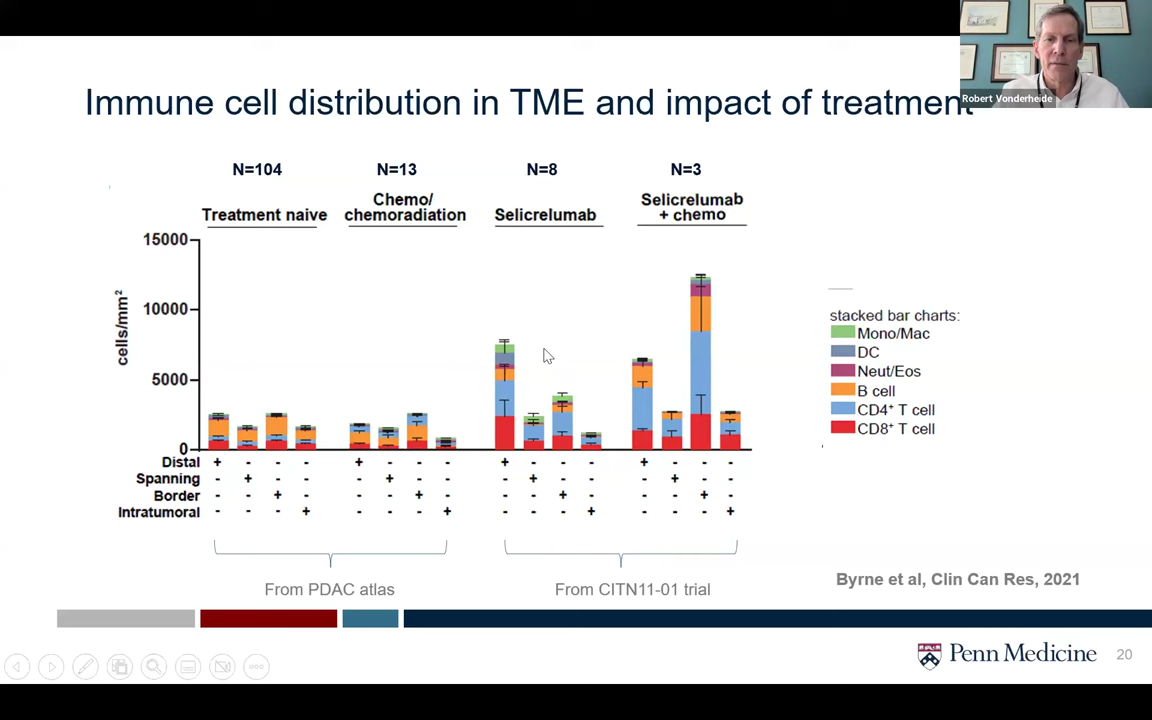 Robert Vonderheide
Immune cell distribution in TME and impact of treatment
N=104 N=13 N=8 N=3
Treatment naive
Chemo/
chemoradiation
Selicrelumab
Selicrelumab
+ chemo
cells/mm²
15000
10000
5000
0
stacked bar charts:
Mono/Mac
DC
Neut/Eos
B cell
CD4⁺ T cell
CD8⁺ T cell
Distal + - - - + - - - + - - - + - - -
Spanning - + - - - + - - - + - - - + - -
Border - - + - - - + - - - + - - - + -
Intratumoral - - - + - - - + - - - + - - - +
From PDAC atlas
From CITN11-01 trial
Byrne et al, Clin Can Res, 2021
Penn Medicine
20